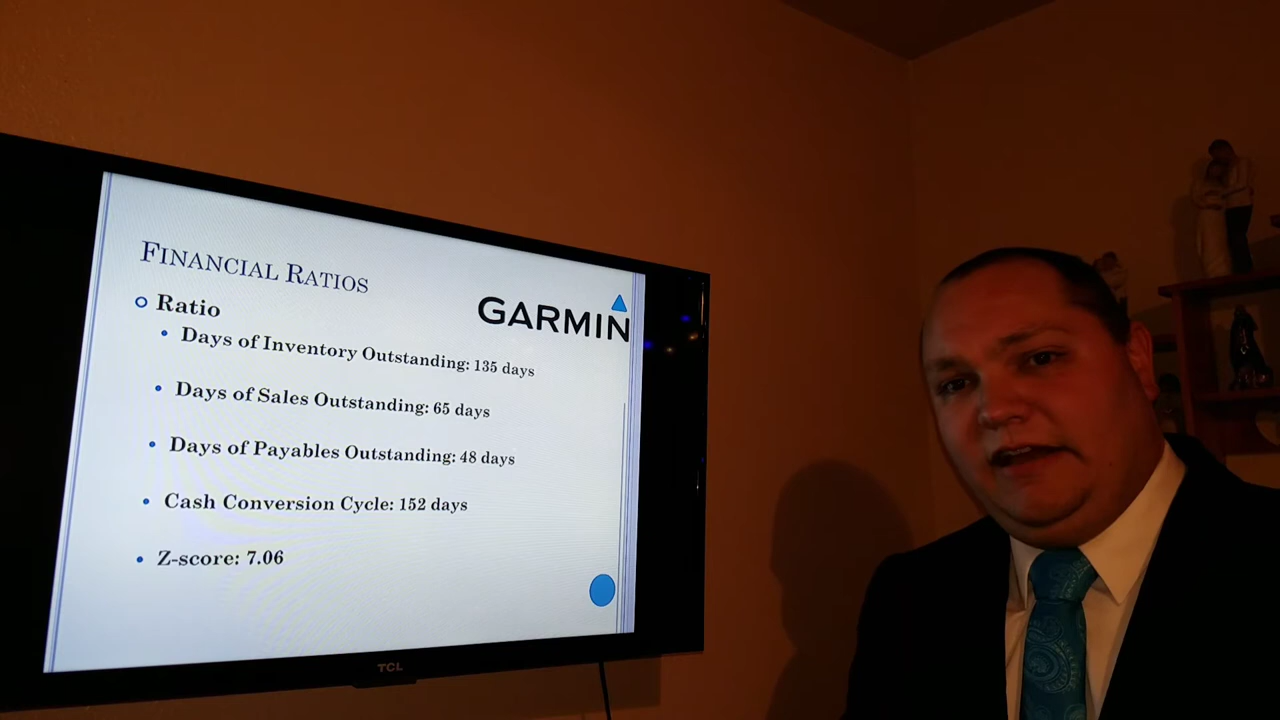 FINANCIAL RATIOS
GARMIN
Ratio
Days of Inventory Outstanding: 135 days
Days of Sales Outstanding: 65 days
Days of Payables Outstanding: 48 days
Cash Conversion Cycle: 152 days
Z-score: 7.06
TCL